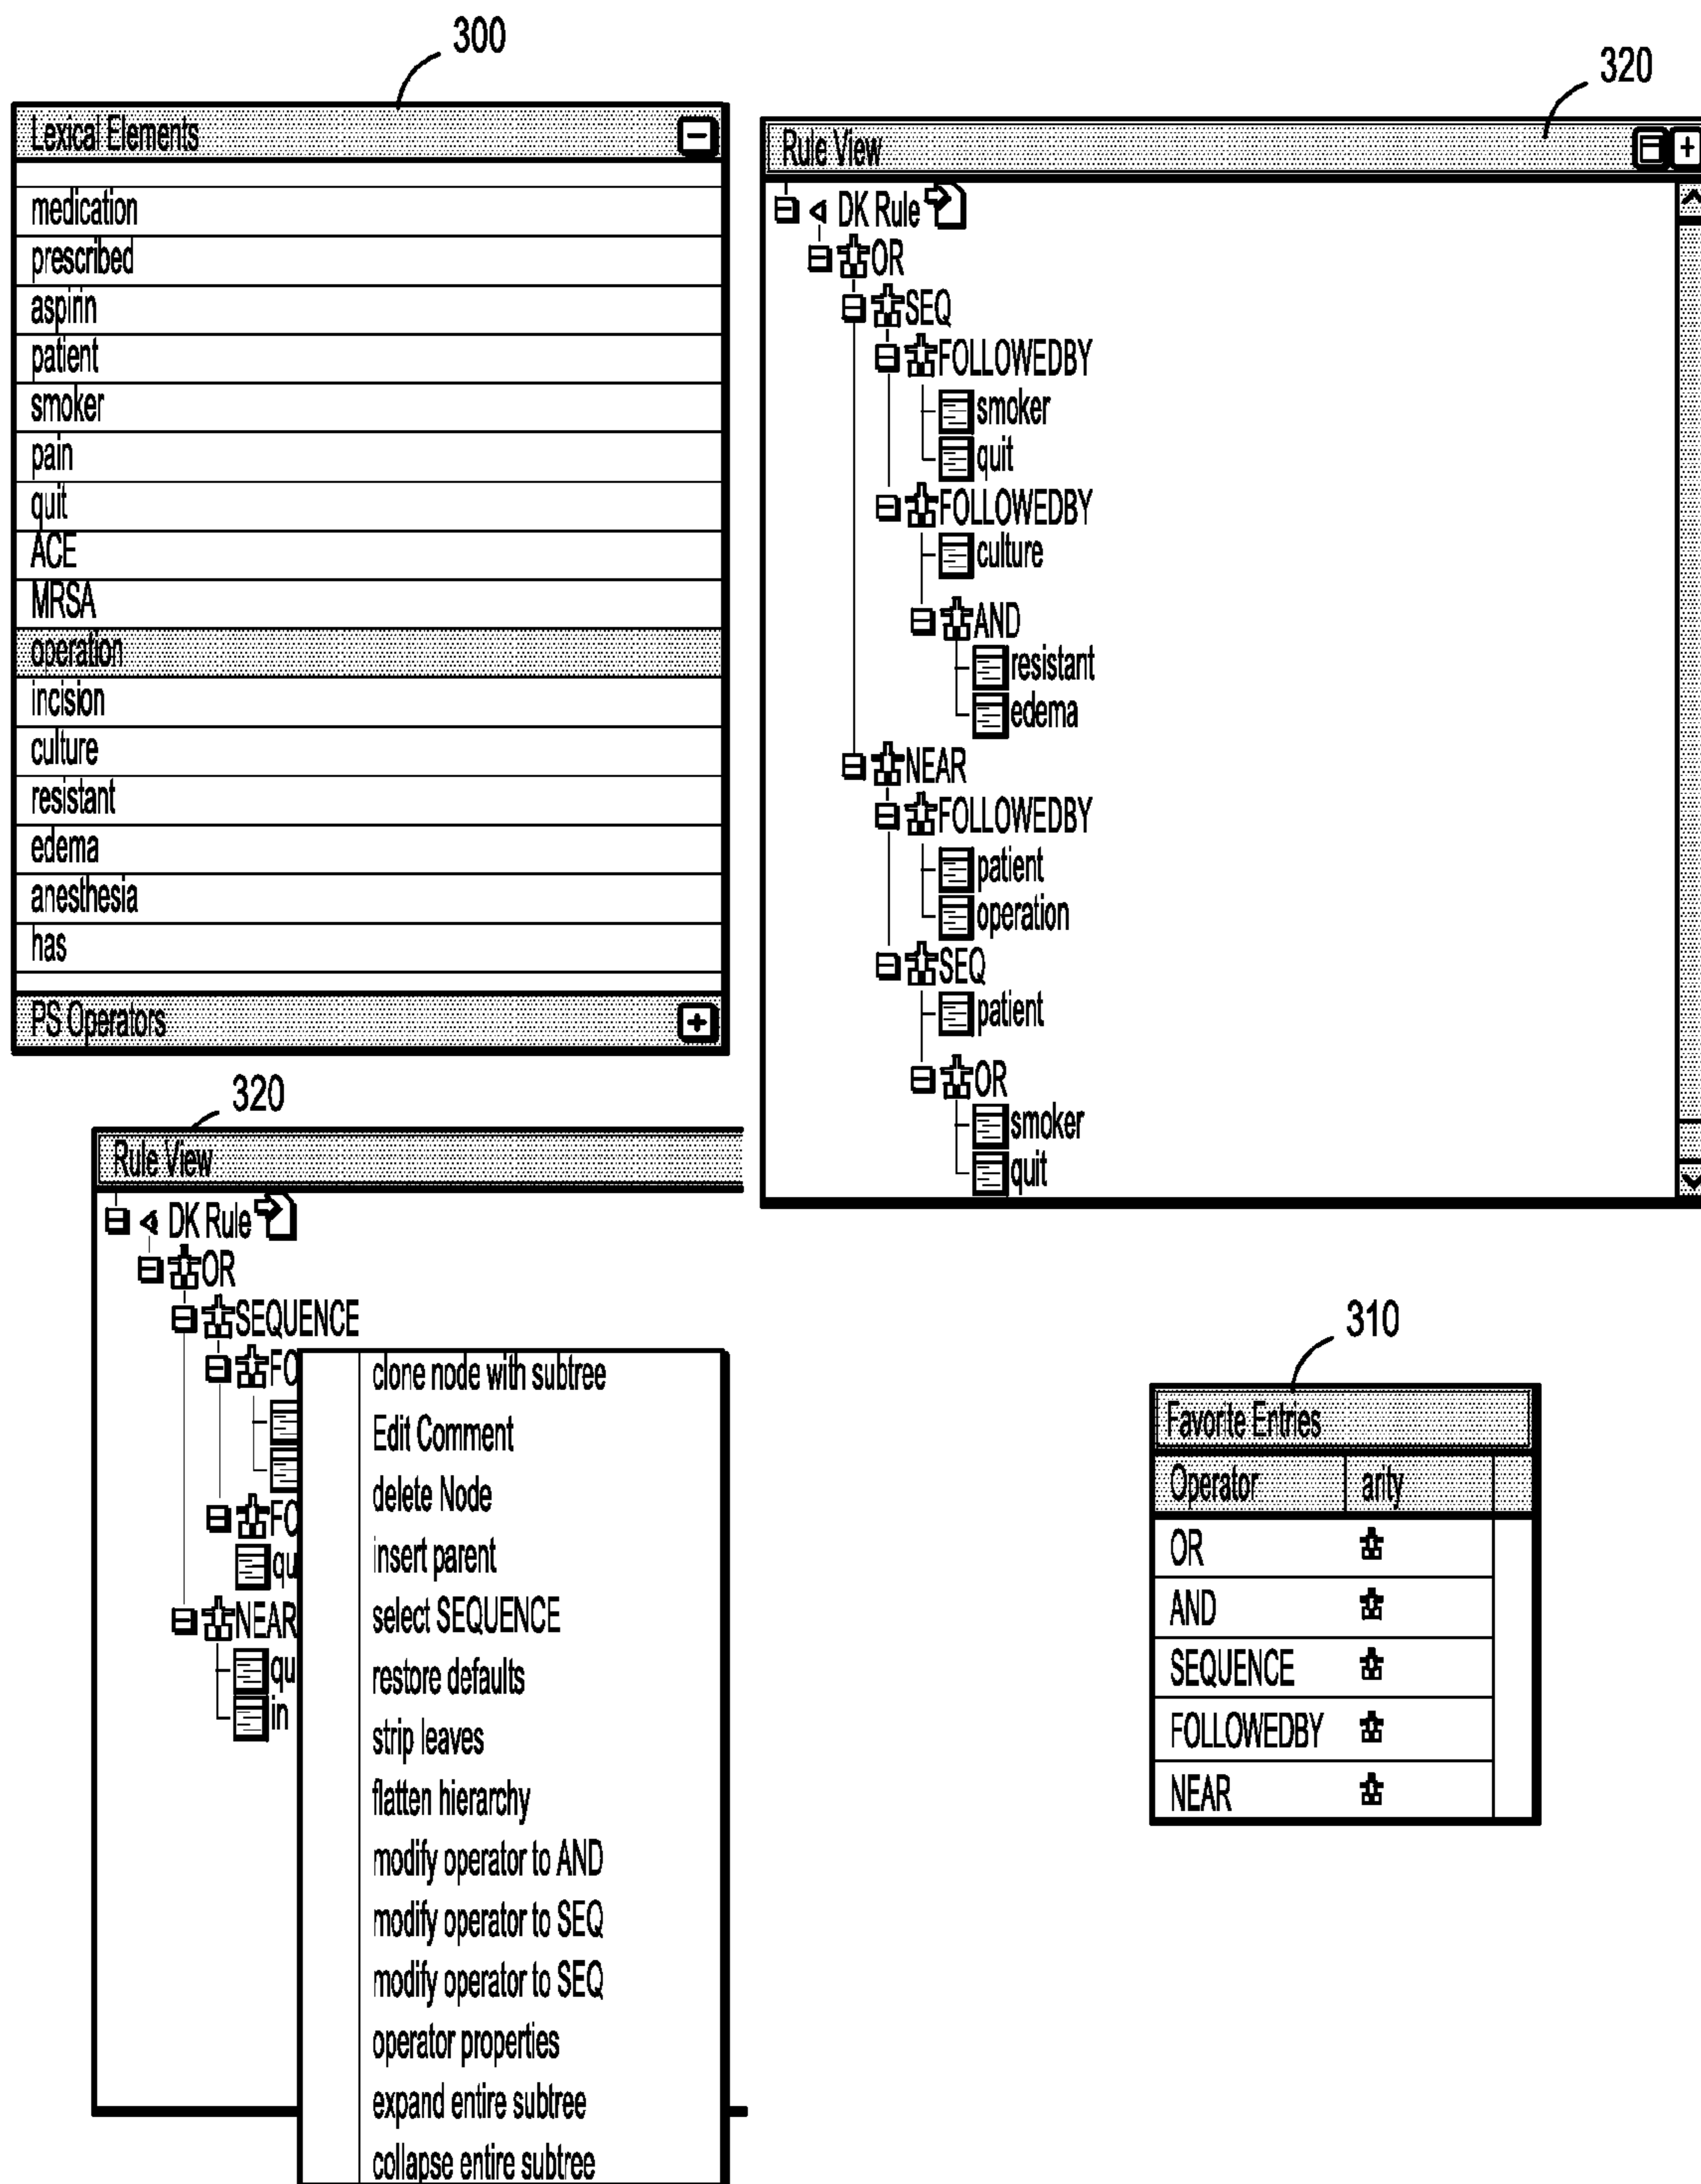 300
Lexical Elements
medication
prescribed
aspirin
patient
smoker
pain
quit
ACE
MRSA
operation
incision
culture
resistant
edema
anesthesia
has
PS Operators
320
Rule View
DK Rule
OR
SEQ
FOLLOWEDBY
smoker
quit
FOLLOWEDBY
culture
AND
resistant
edema
NEAR
FOLLOWEDBY
patient
operation
SEQ
patient
OR
smoker
quit
320
Rule View
DK Rule
OR
SEQUENCE
FO
FO
qu
NEAR
qu
in
clone node with subtree
Edit Comment
delete Node
insert parent
select SEQUENCE
restore defaults
strip leaves
flatten hierarchy
modify operator to AND
modify operator to SEQ
modify operator to SEQ
operator properties
expand entire subtree
collapse entire subtree
310
Favorite Entries
Operator arity
OR
AND
SEQUENCE
FOLLOWEDBY
NEAR